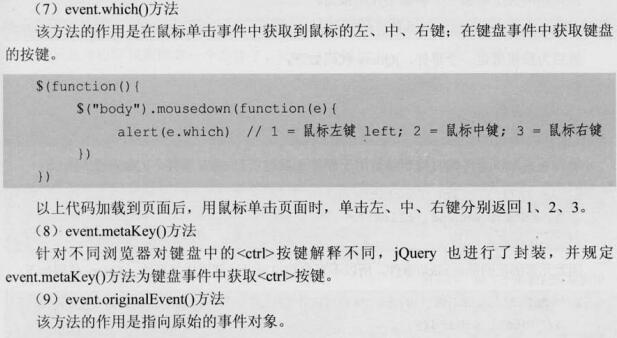 （7）event.which()方法
该方法的作用是在鼠标单击事件中获取到鼠标的左、中、右键；在键盘事件中获取键盘
的按键。
$(function(){
$("body").mousedown(function(e){
alert(e.which) // 1 = 鼠标左键 left; 2 = 鼠标中键; 3 = 鼠标右键
})
})
以上代码加载到页面后，用鼠标单击页面时，单击左、中、右键分别返回 1、2、3。
（8）event.metaKey()方法
针对不同浏览器对键盘中的<ctrl>按键解释不同，jQuery 也进行了封装，并规定
event.metaKey()方法为键盘事件中获取<ctrl>按键。
（9）event.originalEvent()方法
该方法的作用是指向原始的事件对象。